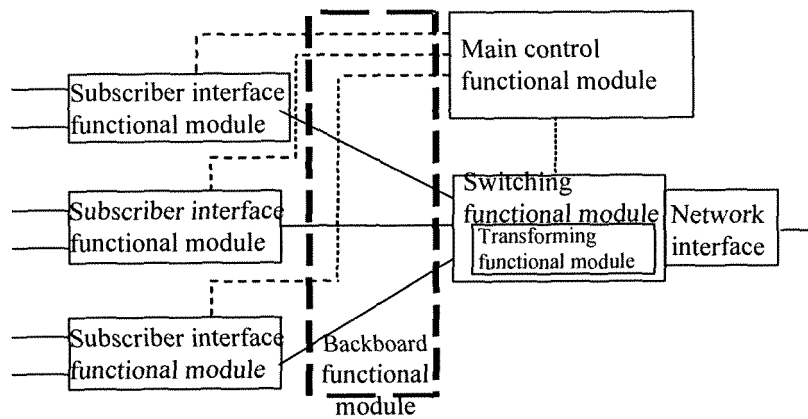 Main control
functional module
Subscriber interface
functional module
Switching
functional module
Transforming
functional module
Network
interface
Subscriber interface
functional module
Subscriber interface
functional module
Backboard
functional
module